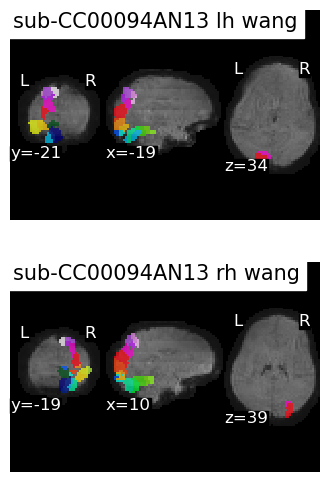 sub-CC00094AN13 lh wang
L R L R
y=-21 x=-19 z=34
sub-CC00094AN13 rh wang
L R L R
y=-19 x=10 z=39